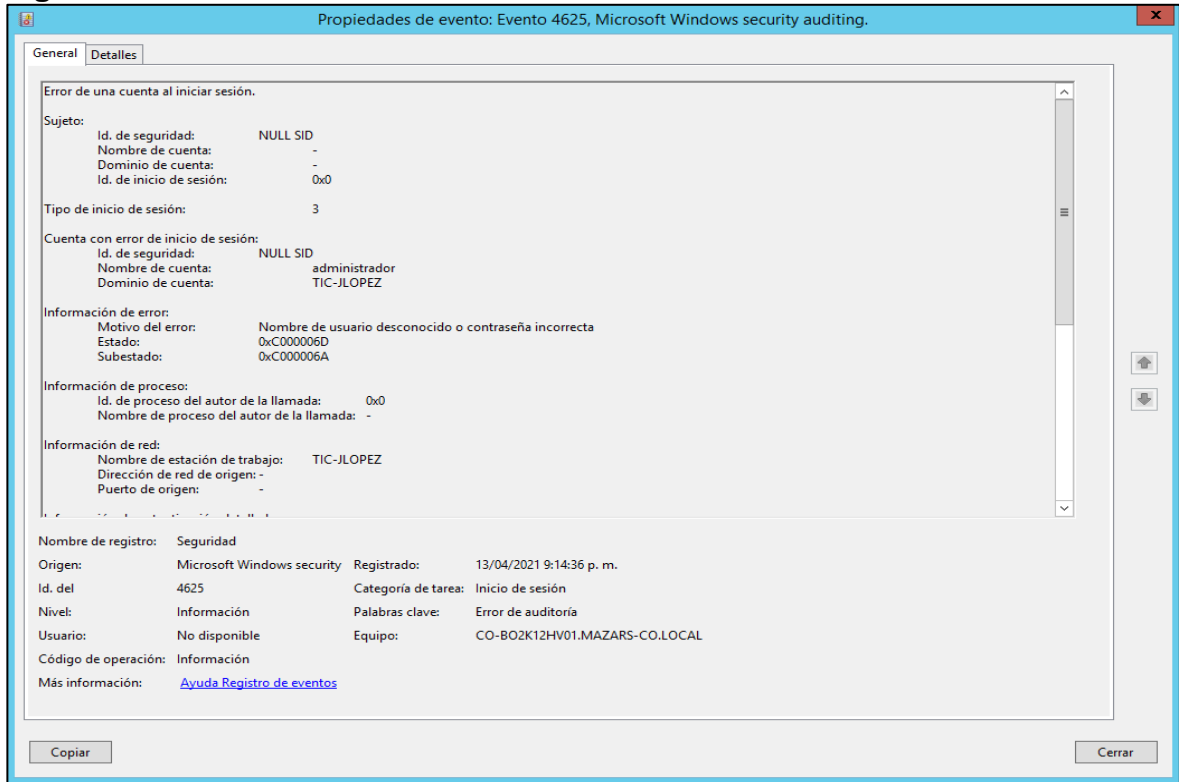 Propiedades de evento: Evento 4625, Microsoft Windows security auditing.
x
General Detalles
Error de una cuenta al iniciar sesión.
Sujeto:
Id. de seguridad: NULL SID
Nombre de cuenta: -
Dominio de cuenta: -
Id. de inicio de sesión: 0x0
Tipo de inicio de sesión: 3
Cuenta con error de inicio de sesión:
Id. de seguridad: NULL SID
Nombre de cuenta: administrador
Dominio de cuenta: TIC-JLOPEZ
Información de error:
Motivo del error: Nombre de usuario desconocido o contraseña incorrecta
Estado: 0xC000006D
Subestado: 0xC000006A
Información de proceso:
Id. de proceso del autor de la llamada: 0x0
Nombre de proceso del autor de la llamada: -
Información de red:
Nombre de estación de trabajo: TIC-JLOPEZ
Dirección de red de origen: -
Puerto de origen: -
Nombre de registro: Seguridad
Origen: Microsoft Windows security Registrado: 13/04/2021 9:14:36 p. m.
Id. del 4625 Categoría de tarea: Inicio de sesión
Nivel: Información Palabras clave: Error de auditoría
Usuario: No disponible Equipo: CO-BO2K12HV01.MAZARS-CO.LOCAL
Código de operación: Información
Más información: Ayuda Registro de eventos
Copiar Cerrar